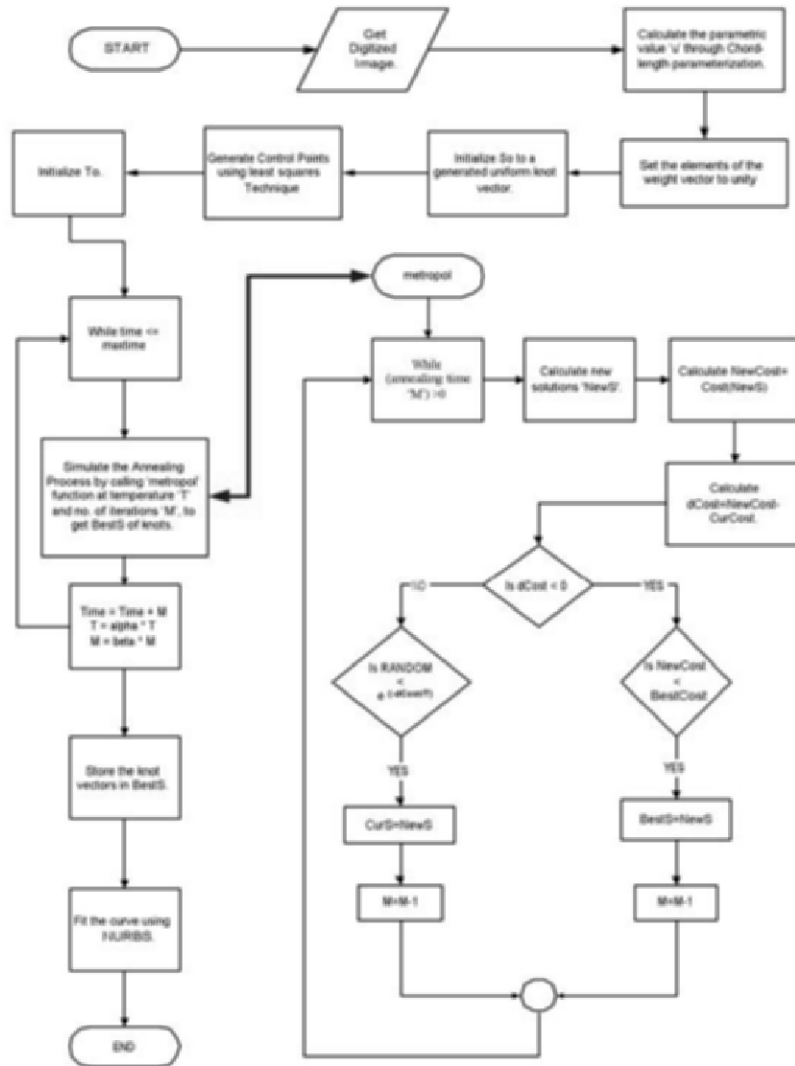 START
Get
Digitized
Image.
Calculate the parametric
value 'u' through Chord-
length parameterization.
Set the elements of the
weight vector to unity
Initialize So to a
generated uniform knot
vector.
Generate Control Points
using least squares
Technique
Initialize To.
While time <=
maxtime
Simulate the Annealing
Process by calling 'metropol'
function at temperature 'T'
and no. of iterations 'M', to
get BestS of knots.
Time = Time + M
T = alpha * T
M = beta * M
Store the knot
vectors in BestS.
Fit the curve using
NURBS.
END
metropol
While
(annealing time
'M') >0
Calculate new
solutions 'NewS'.
Calculate NewCost=
Cost(NewS)
Calculate
dCost=NewCost-
CurCost.
Is dCost < 0
NO
YES
Is RANDOM
<
e
YES
CurS=NewS
M=M-1
Is NewCost
<
BestCost
YES
BestS=NewS
M=M-1